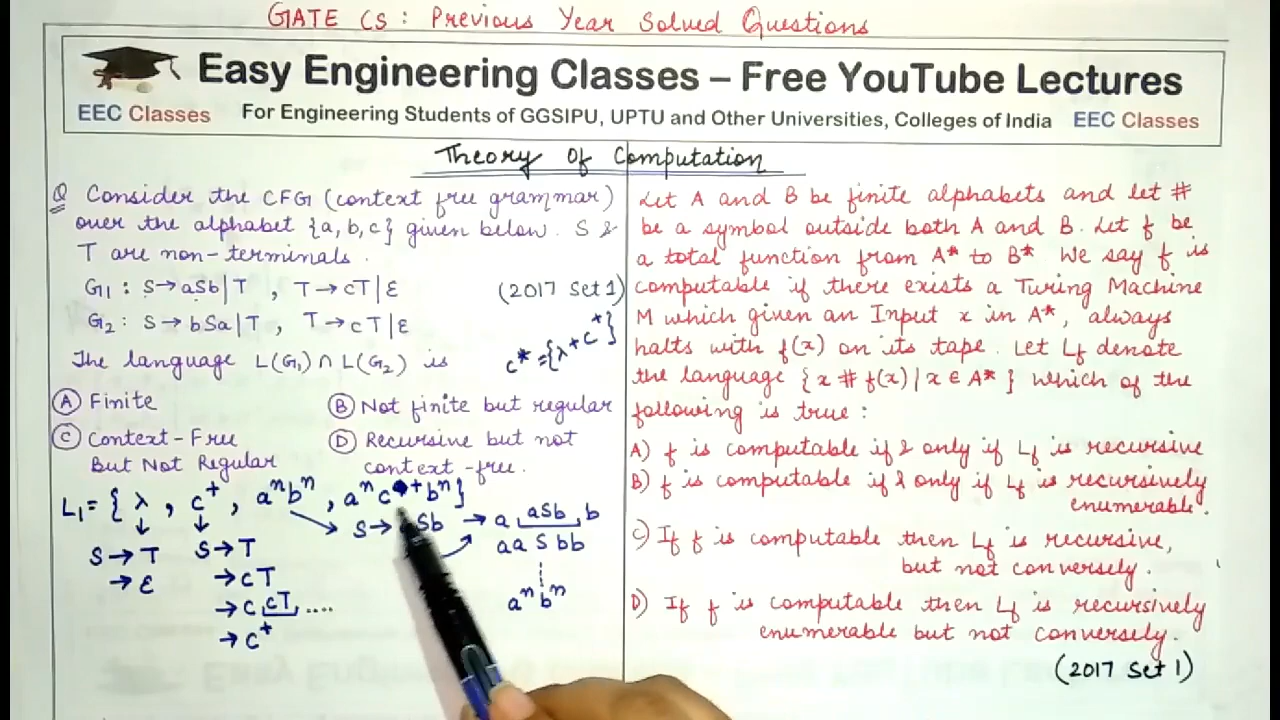 GATE CS: Previous Year Solved Questions
Easy Engineering Classes – Free YouTube Lectures
EEC Classes For Engineering Students of GGSIPU, UPTU and Other Universities, Colleges of India EEC Classes
Theory Of Computation
Q Consider the CFG (context free grammar)
over the alphabet {a, b, c} given below. S &
T are non-terminals.
G₁ : S→aSb|T , T→cT|ε (2017 Set 1)
G₂ : S→bSa|T , T→cT|ε
c* = {λ + c⁺}
The language L(G₁) ∩ L(G₂) is
Ⓐ Finite Ⓑ Not finite but regular
Ⓒ Context-Free Ⓓ Recursive but not
But Not Regular context-free.
L₁ = { λ , c⁺ , aⁿbⁿ , aⁿc⁺bⁿ}
S→ Sb → a aSb b
S→T S→T aaSbb
→ε →cT
→c cT ....
aⁿbⁿ
→c⁺
Let A and B be finite alphabets and let #
be a symbol outside both A and B. Let f be
a total function from A* to B* We say f is
computable if there exists a Turing Machine
M which given an Input x in A*, always
halts with f(x) on its tape. Let Lf denote
the language {x # f(x) | x ∈ A*} which of the
following is true :
A) f is computable if & only if Lf is recursive
B) f is computable if & only if Lf is recursively
enumerable.
C) If f is computable then Lf is recursive,
but not conversely.
D) If f is computable then Lf is recursively
enumerable but not conversely.
(2017 Set 1)